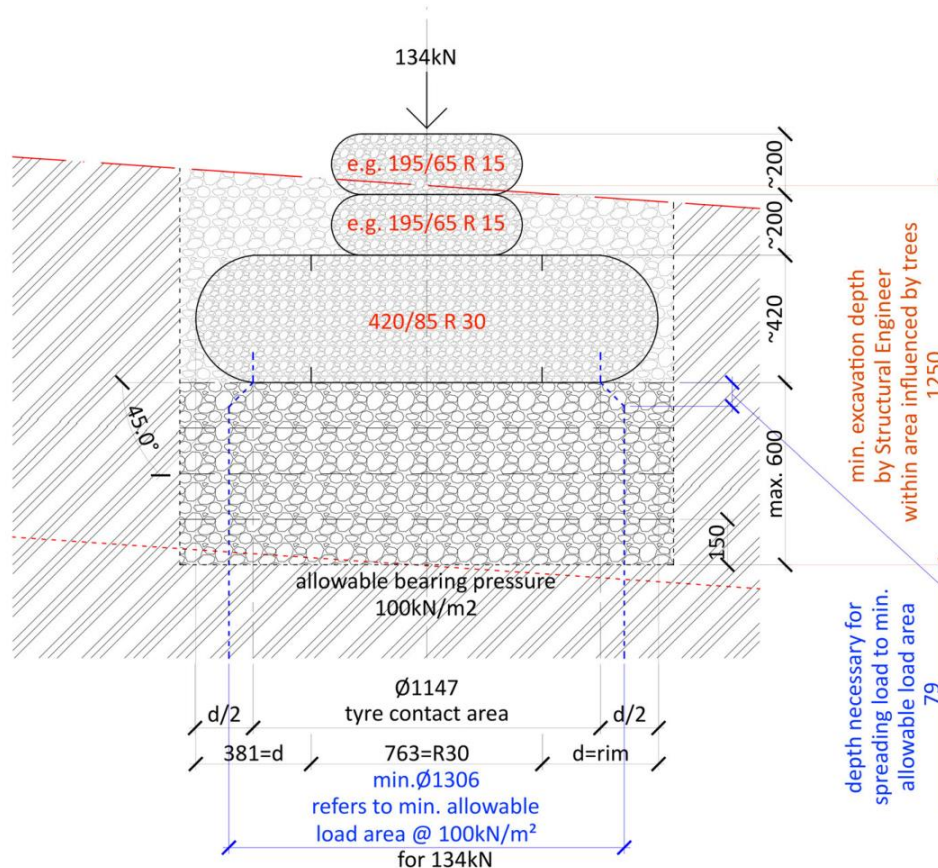 134kN
e.g. 195/65 R 15
~200
e.g. 195/65 R 15
~200
420/85 R 30
~420
45.0°
max. 600
150
min. excavation depth
by Structural Engineer
within area influenced by trees
1250
allowable bearing pressure
100kN/m2
depth necessary for
spreading load to min.
allowable load area
79
Ø1147
d/2
tyre contact area
d/2
381=d
763=R30
d=rim
min.Ø1306
refers to min. allowable
load area @ 100kN/m²
for 134kN